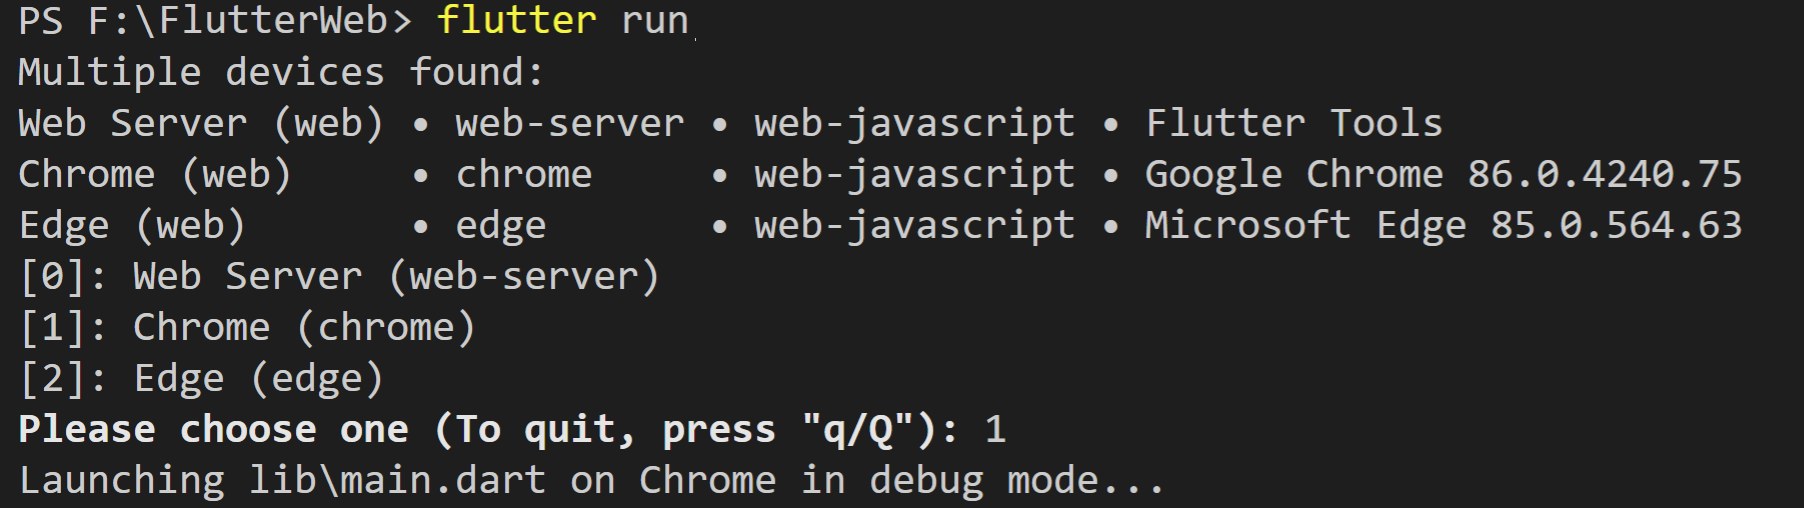 PS F:\FlutterWeb> flutter run
Multiple devices found:
Web Server (web) • web-server • web-javascript • Flutter Tools
Chrome (web)     • chrome     • web-javascript • Google Chrome 86.0.4240.75
Edge (web)       • edge       • web-javascript • Microsoft Edge 85.0.564.63
[0]: Web Server (web-server)
[1]: Chrome (chrome)
[2]: Edge (edge)
Please choose one (To quit, press "q/Q"): 1
Launching lib\main.dart on Chrome in debug mode...